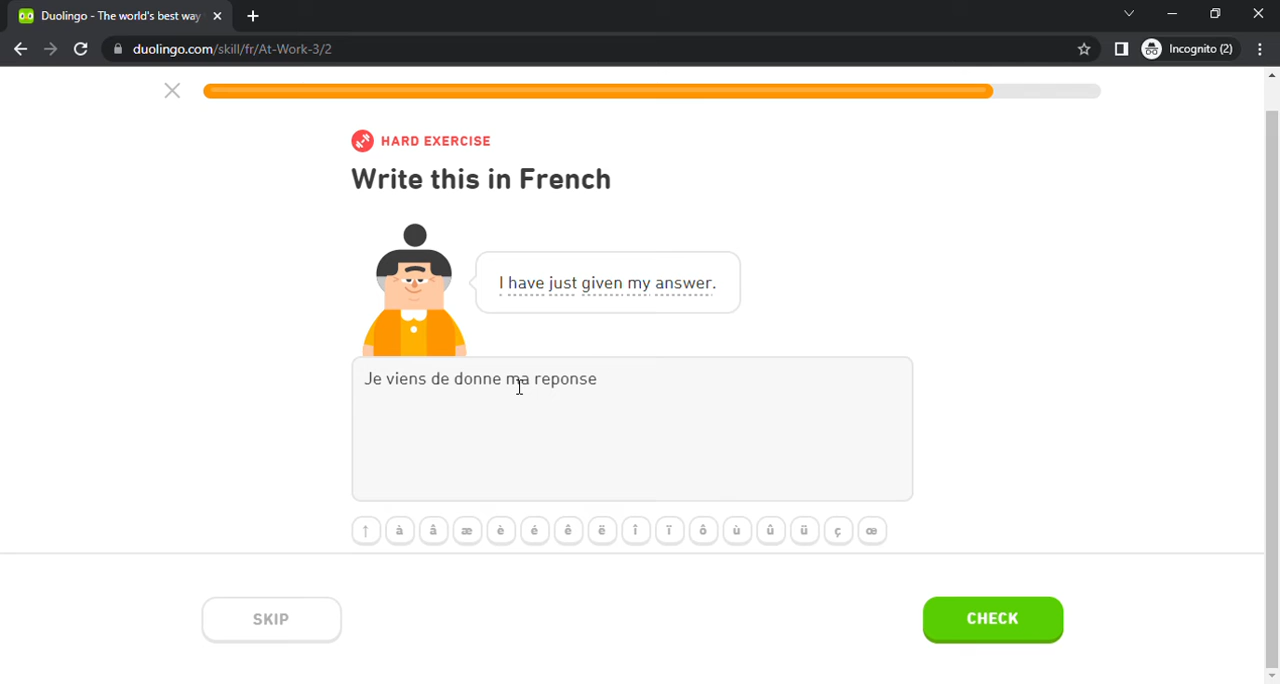 Duolingo - The world's best way
duolingo.com/skill/fr/At-Work-3/2
Incognito (2)
HARD EXERCISE
Write this in French
I have just given my answer.
Je viens de donne ma reponse
↑ à â æ è é ê ë î ï ô ù û ü ç œ
SKIP
CHECK